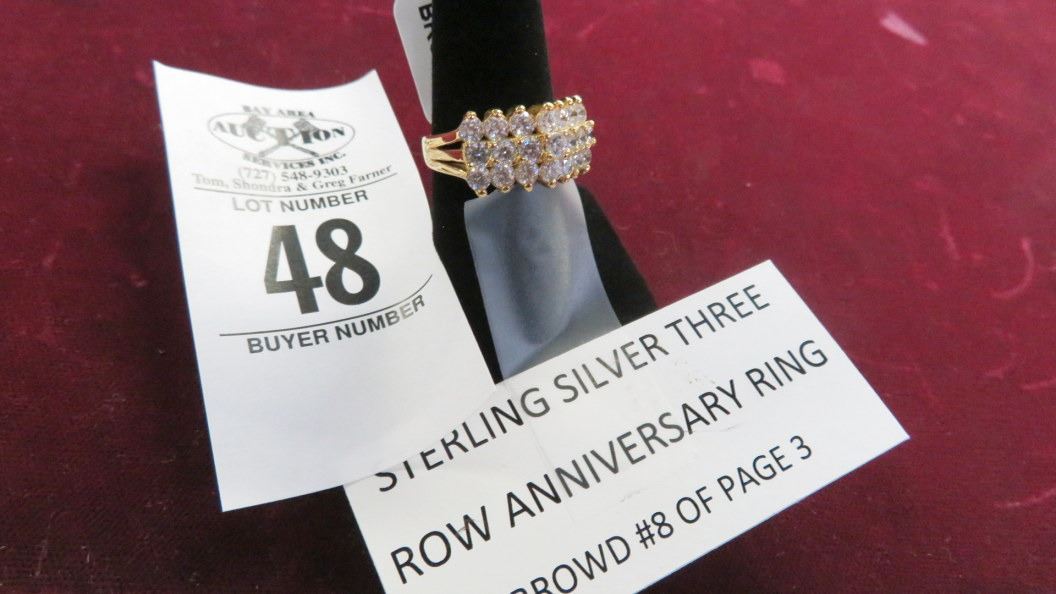 BAY AREA
AUCTION
SERVICES INC.
(727) 548-9303
Tom, Shondra & Greg Farner
LOT NUMBER
48
BUYER NUMBER
STERLING SILVER THREE
ROW ANNIVERSARY RING
BROWD #8 OF PAGE 3